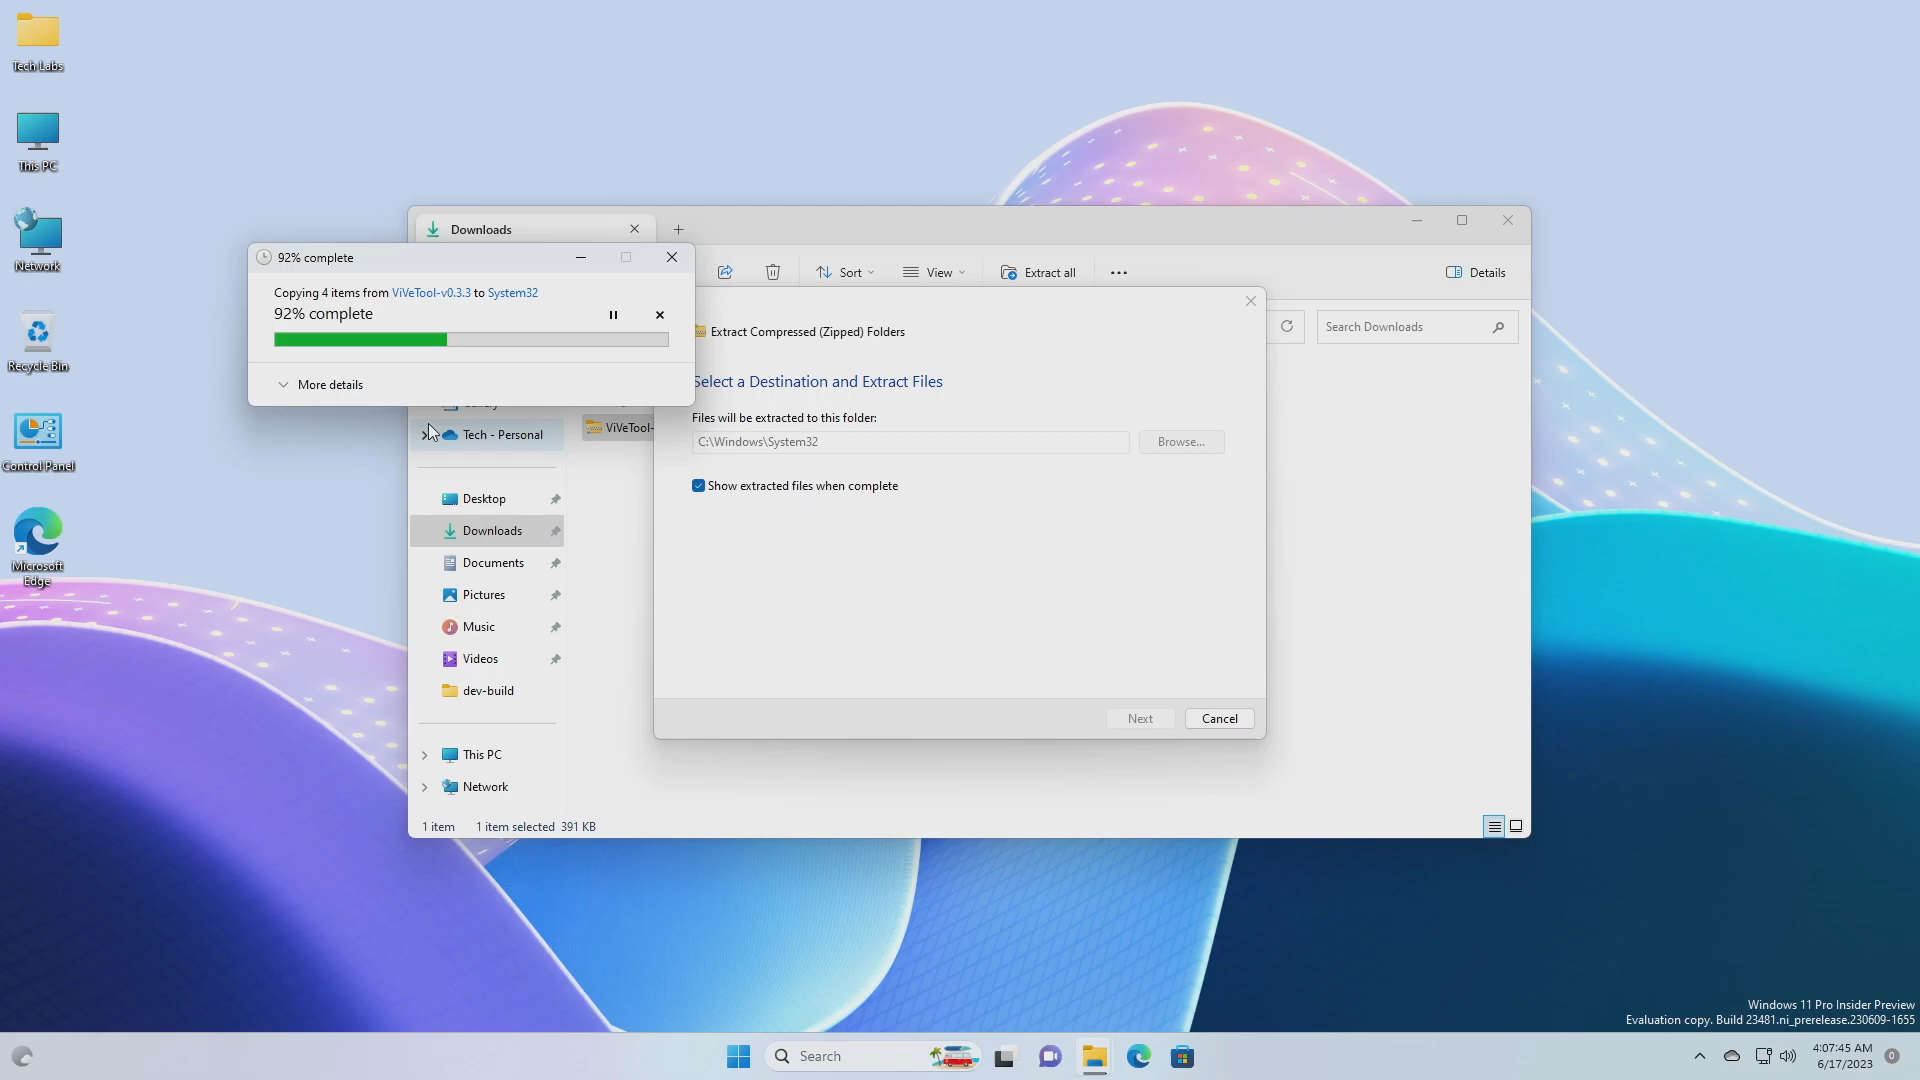 Tech Labs
This PC
Network
Recycle Bin
Control Panel
Microsoft
Edge
Downloads
92% complete
Copying 4 items from ViVeTool-v0.3.3 to System32
92% complete
More details
Sort
View
Extract all
Details
Search Downloads
Extract Compressed (Zipped) Folders
Select a Destination and Extract Files
Files will be extracted to this folder:
C:\Windows\System32
Browse...
Show extracted files when complete
Next
Cancel
Gallery
Tech - Personal
ViVeTool-
Desktop
Downloads
Documents
Pictures
Music
Videos
dev-build
This PC
Network
1 item
1 item selected 391 KB
Windows 11 Pro Insider Preview
Evaluation copy. Build 23481.ni_prerelease.230609-1655
Search
4:07:45 AM
6/17/2023
0